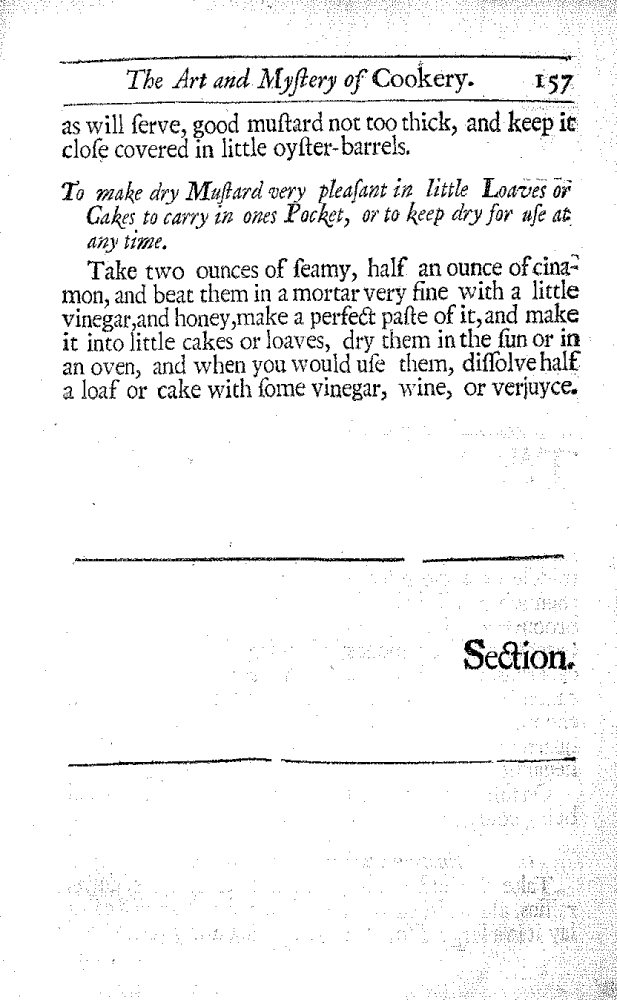 The Art and Myſtery of Cookery. 157
as will ſerve, good muſtard not too thick, and keep it
cloſe covered in little oyſter-barrels.
To make dry Muſtard very pleaſant in little Loaves or
Cakes to carry in ones Pocket, or to keep dry for uſe at
any time.
Take two ounces of ſeamy, half an ounce of cina-
mon, and beat them in a mortar very fine with a little
vinegar, and honey, make a perfect paſte of it, and make
it into little cakes or loaves, dry them in the ſun or in
an oven, and when you would uſe them, diſſolve half
a loaf or cake with ſome vinegar, wine, or verjuyce.
Section.